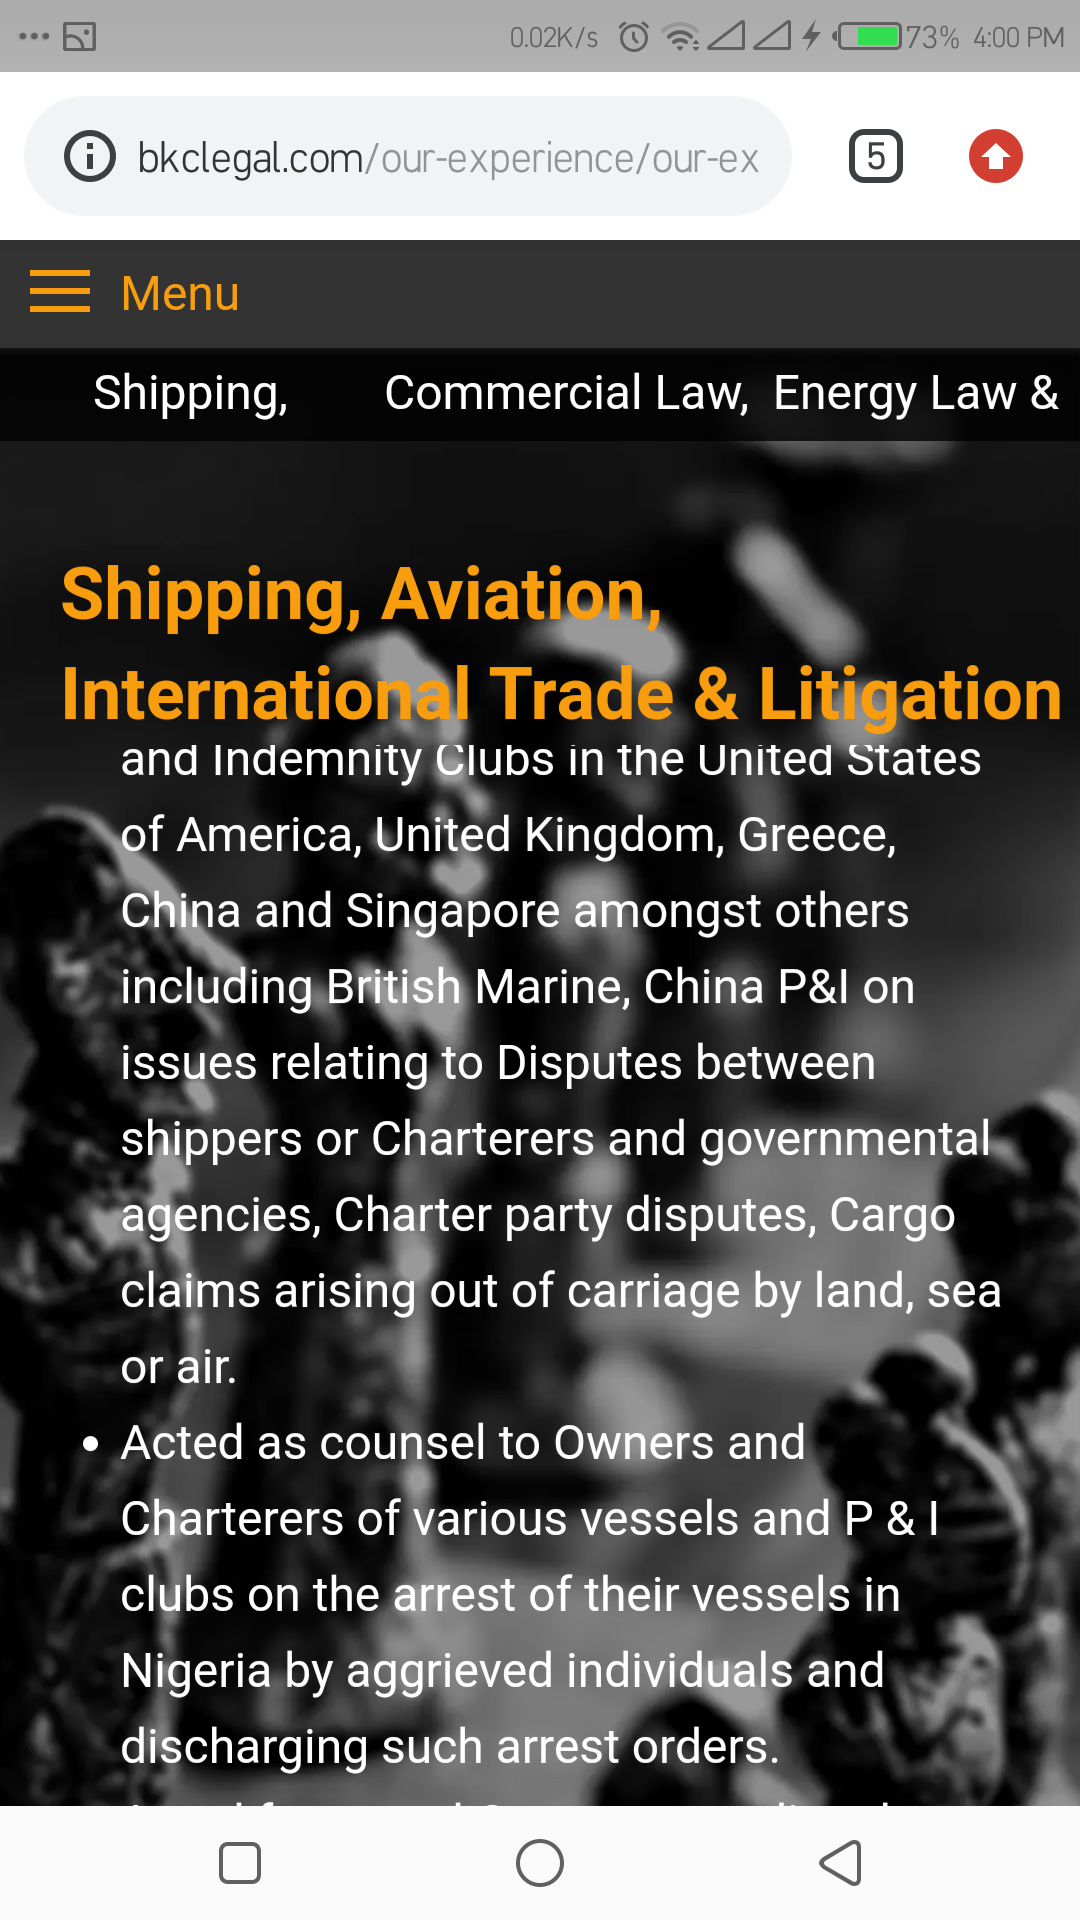 0.02K/s 73% 4:00 PM
bkclegal.com/our-experience/our-ex 5
Menu
Shipping, Commercial Law, Energy Law &
Shipping, Aviation,
International Trade & Litigation
and Indemnity Clubs in the United States
of America, United Kingdom, Greece,
China and Singapore amongst others
including British Marine, China P&I on
issues relating to Disputes between
shippers or Charterers and governmental
agencies, Charter party disputes, Cargo
claims arising out of carriage by land, sea
or air.
• Acted as counsel to Owners and
Charterers of various vessels and P & I
clubs on the arrest of their vessels in
Nigeria by aggrieved individuals and
discharging such arrest orders.